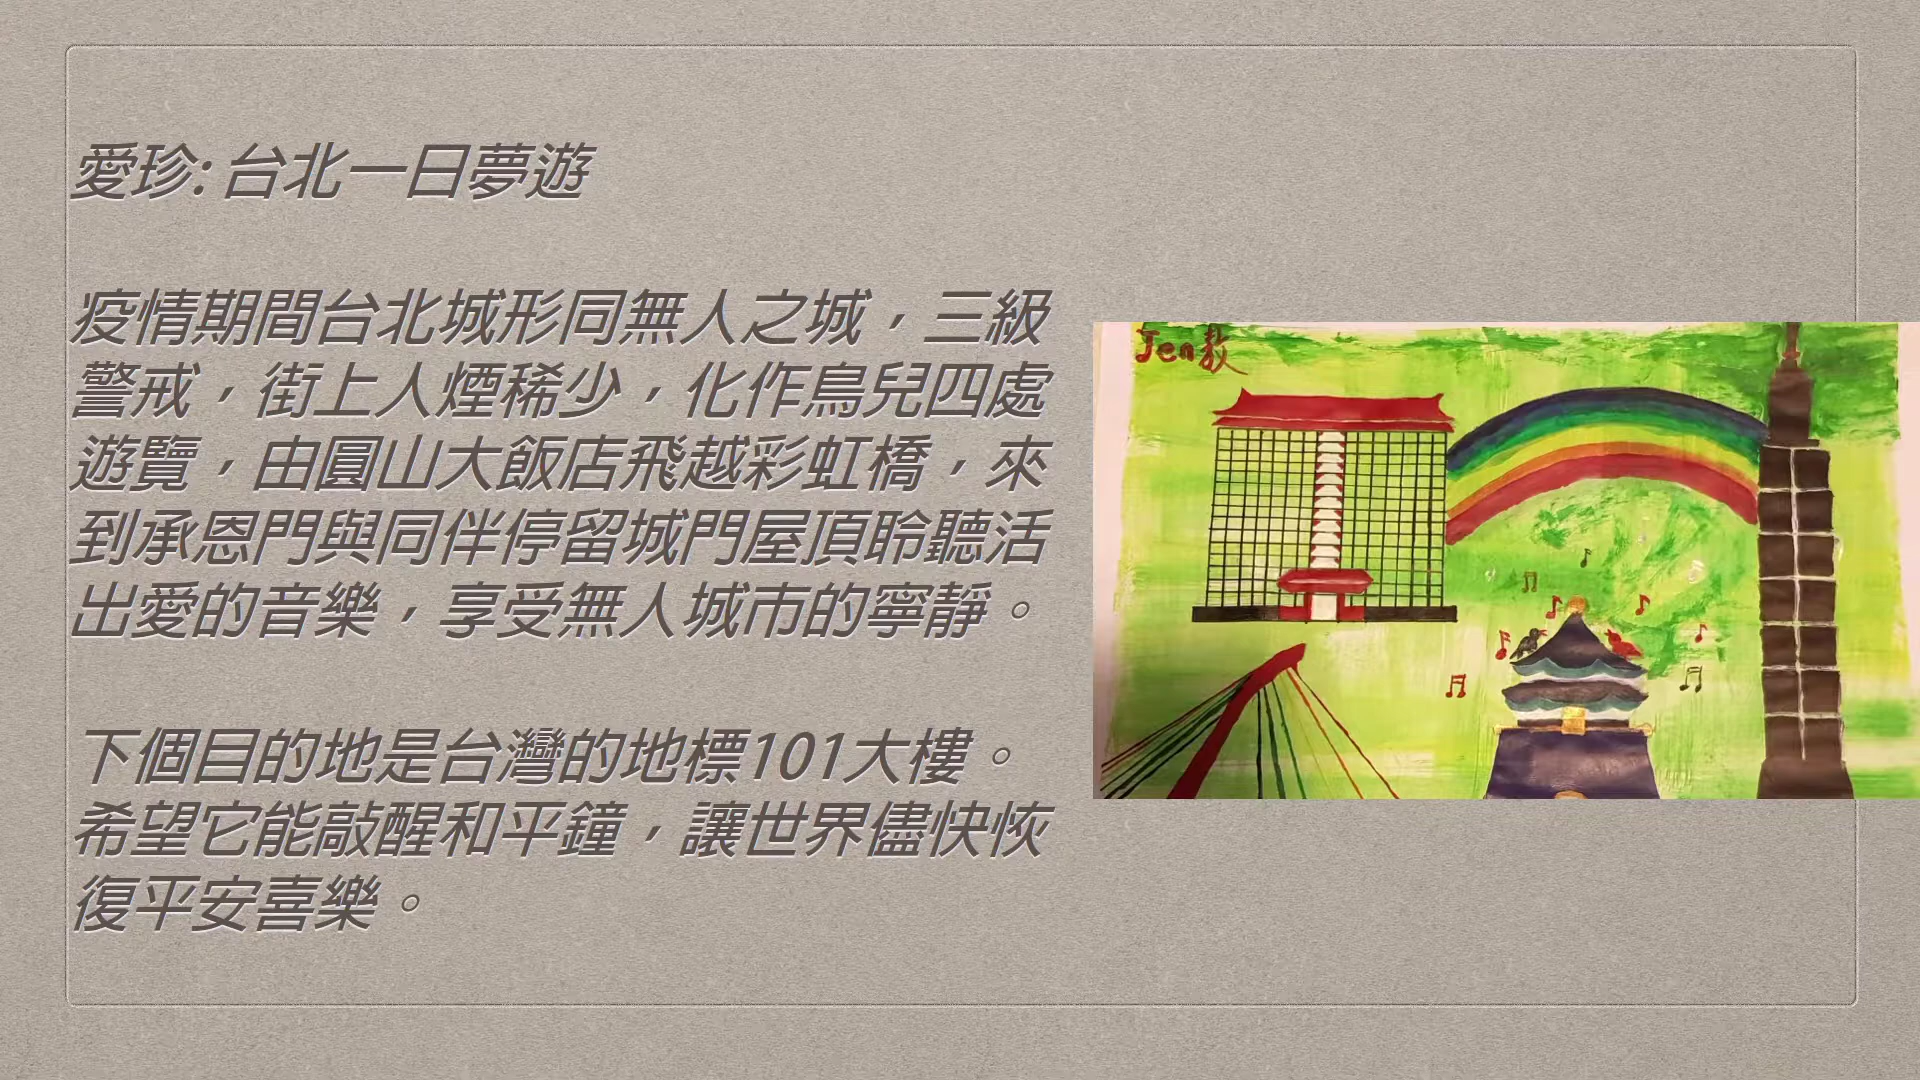 愛珍: 台北一日夢遊
疫情期間台北城形同無人之城，三級
警戒，街上人煙稀少，化作鳥兒四處
遊覽，由圓山大飯店飛越彩虹橋，來
到承恩門與同伴停留城門屋頂聆聽活
出愛的音樂，享受無人城市的寧靜。
下個目的地是台灣的地標101大樓。
希望它能敲醒和平鐘，讓世界儘快恢
復平安喜樂。
Jen